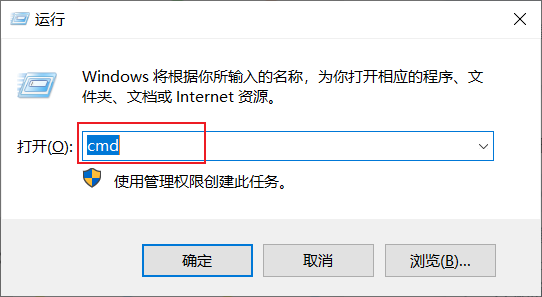 运行
Windows 将根据你所输入的名称，为你打开相应的程序、文
件夹、文档或 Internet 资源。
打开(O): cmd
使用管理权限创建此任务。
确定 取消 浏览(B)...